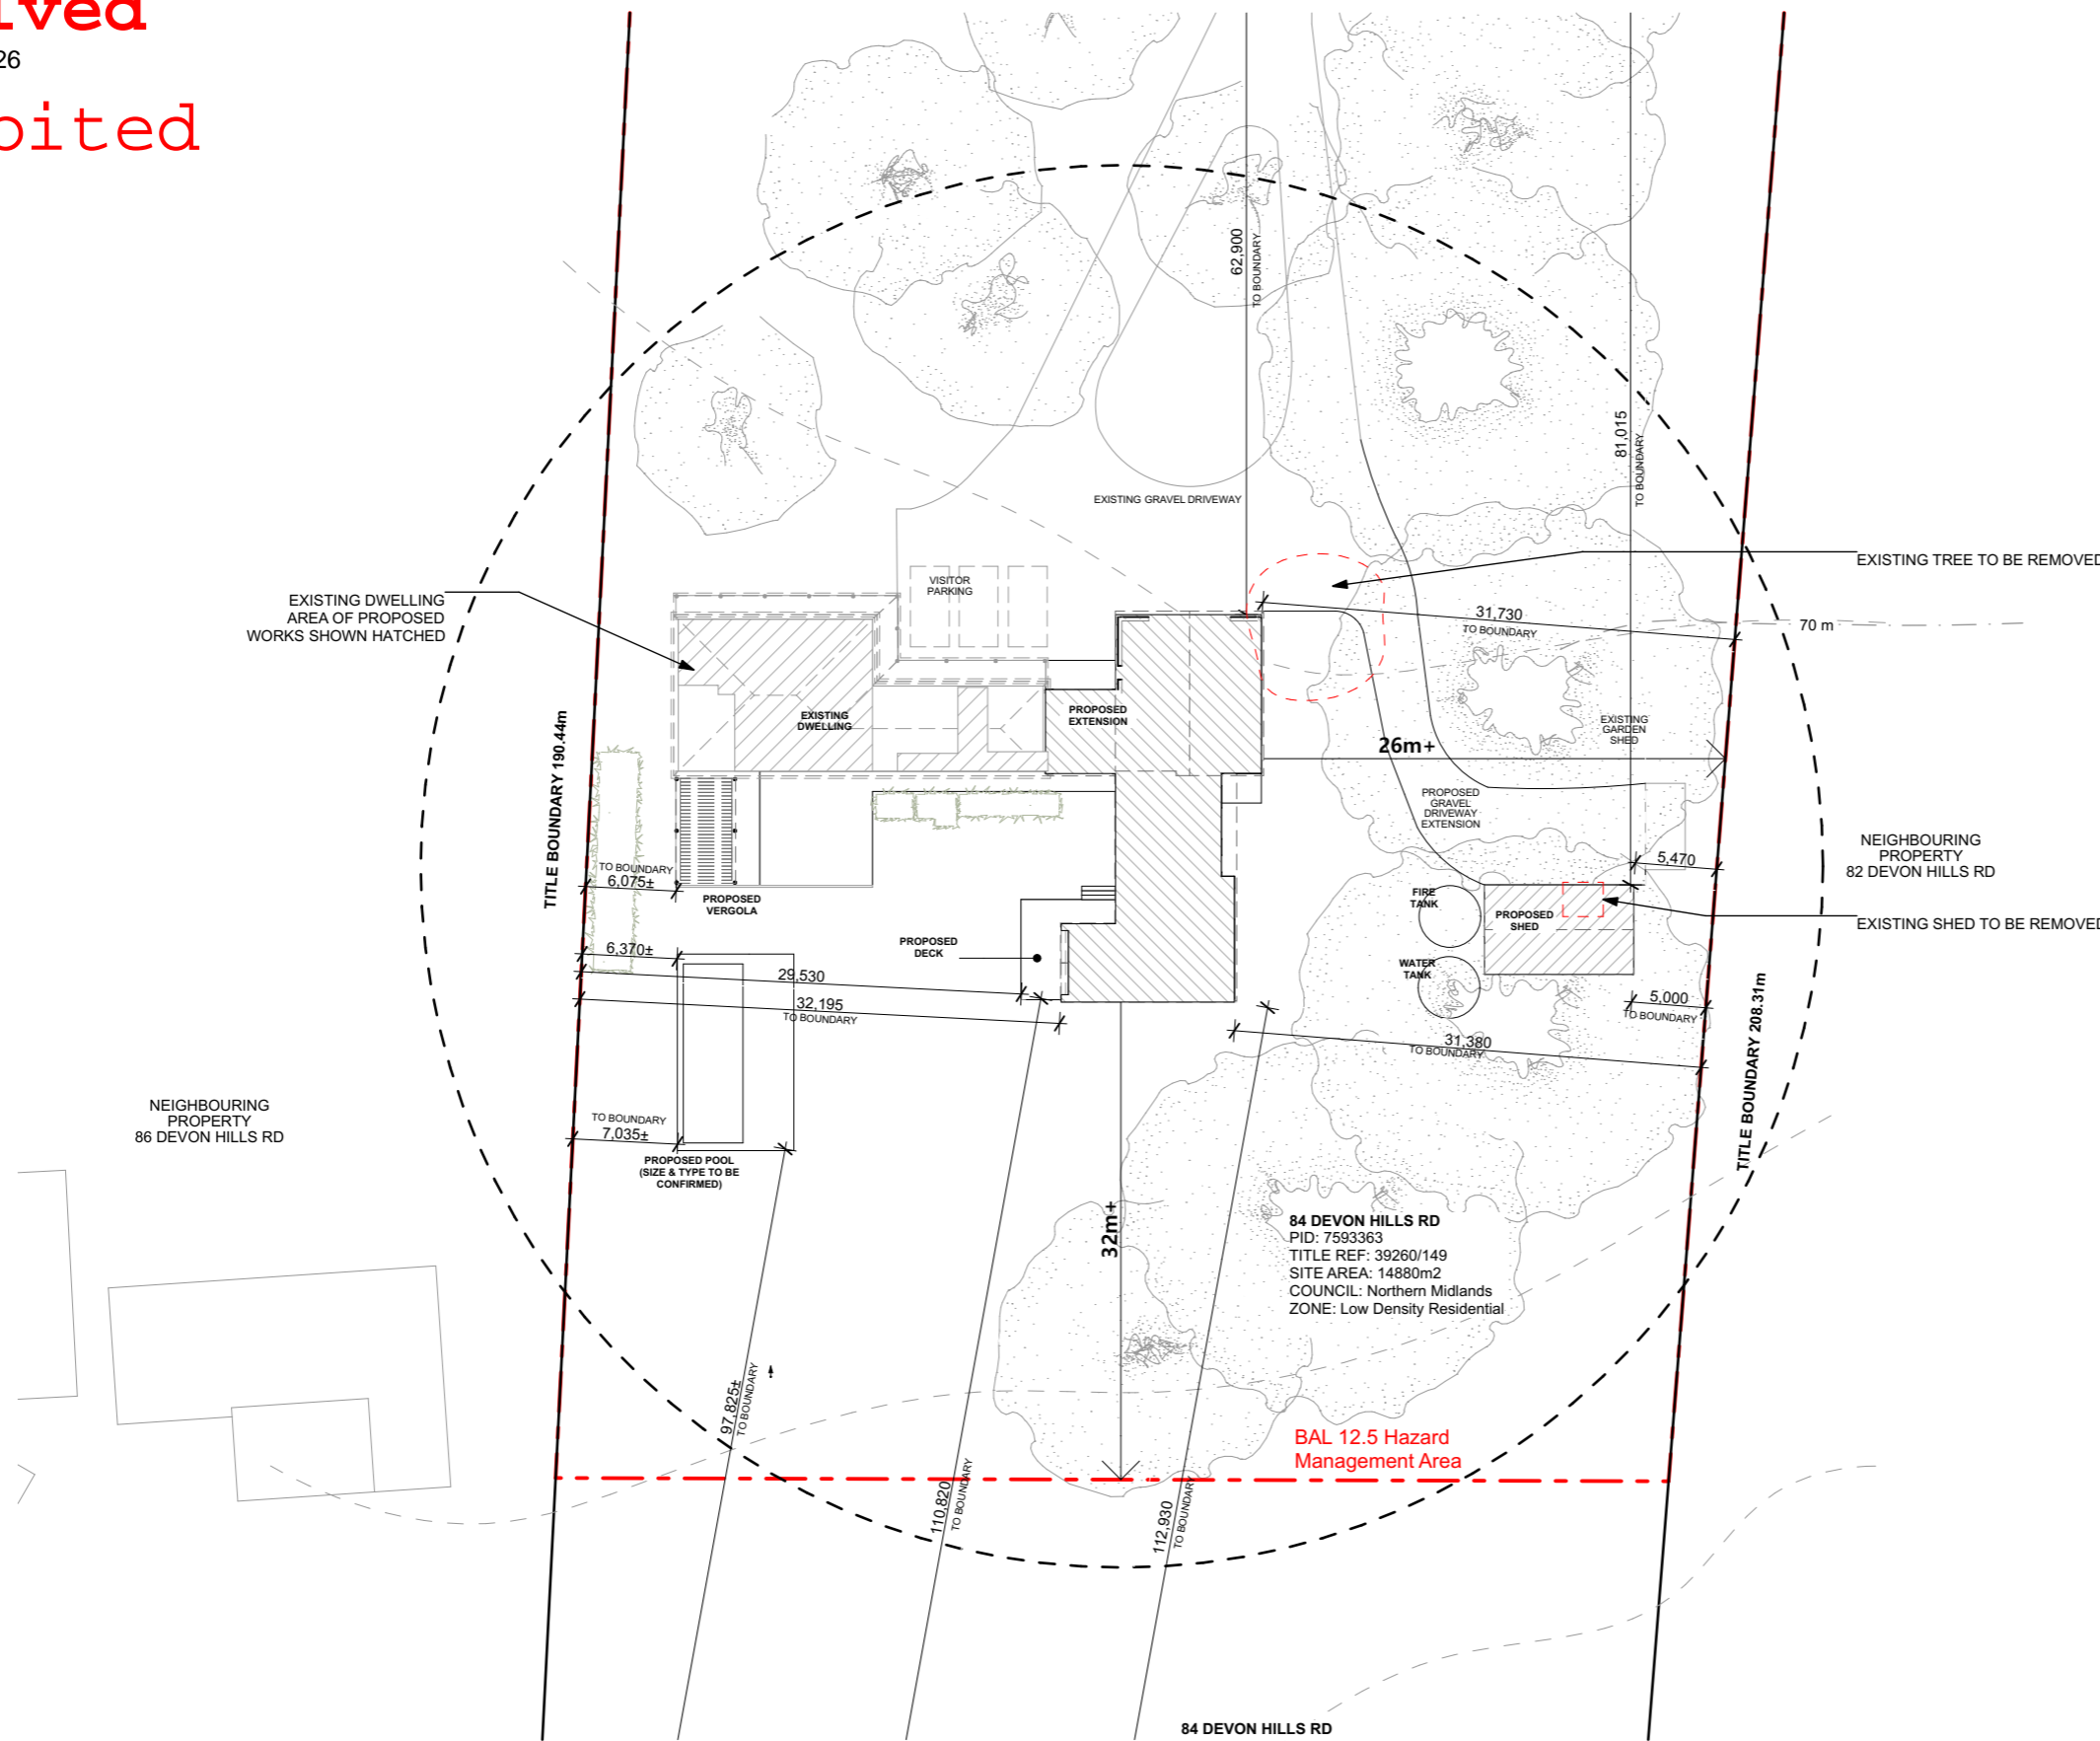 26
62,900
TO BOUNDARY
81,015
TO BOUNDARY
EXISTING GRAVEL DRIVEWAY
EXISTING TREE TO BE REMOVED
VISITOR
PARKING
EXISTING DWELLING
AREA OF PROPOSED
WORKS SHOWN HATCHED
31,730
TO BOUNDARY
70 m
EXISTING
DWELLING
PROPOSED
EXTENSION
EXISTING
GARDEN
SHED
26m+
TITLE BOUNDARY 190.44m
PROPOSED
GRAVEL
DRIVEWAY
EXTENSION
NEIGHBOURING
PROPERTY
82 DEVON HILLS RD
5,470
TO BOUNDARY
6,075±
PROPOSED
VERGOLA
FIRE
TANK
PROPOSED
SHED
EXISTING SHED TO BE REMOVED
PROPOSED
DECK
6,370±
29,530
32,195
TO BOUNDARY
WATER
TANK
5,000
TO BOUNDARY
31,380
TO BOUNDARY
TITLE BOUNDARY 208.31m
NEIGHBOURING
PROPERTY
86 DEVON HILLS RD
TO BOUNDARY
7,035±
PROPOSED POOL
(SIZE & TYPE TO BE
CONFIRMED)
32m+
84 DEVON HILLS RD
PID: 7593363
TITLE REF: 39260/149
SITE AREA: 14880m2
COUNCIL: Northern Midlands
ZONE: Low Density Residential
97,825±
TO BOUNDARY
BAL 12.5 Hazard
Management Area
110,820
TO BOUNDARY
112,930
TO BOUNDARY
84 DEVON HILLS RD